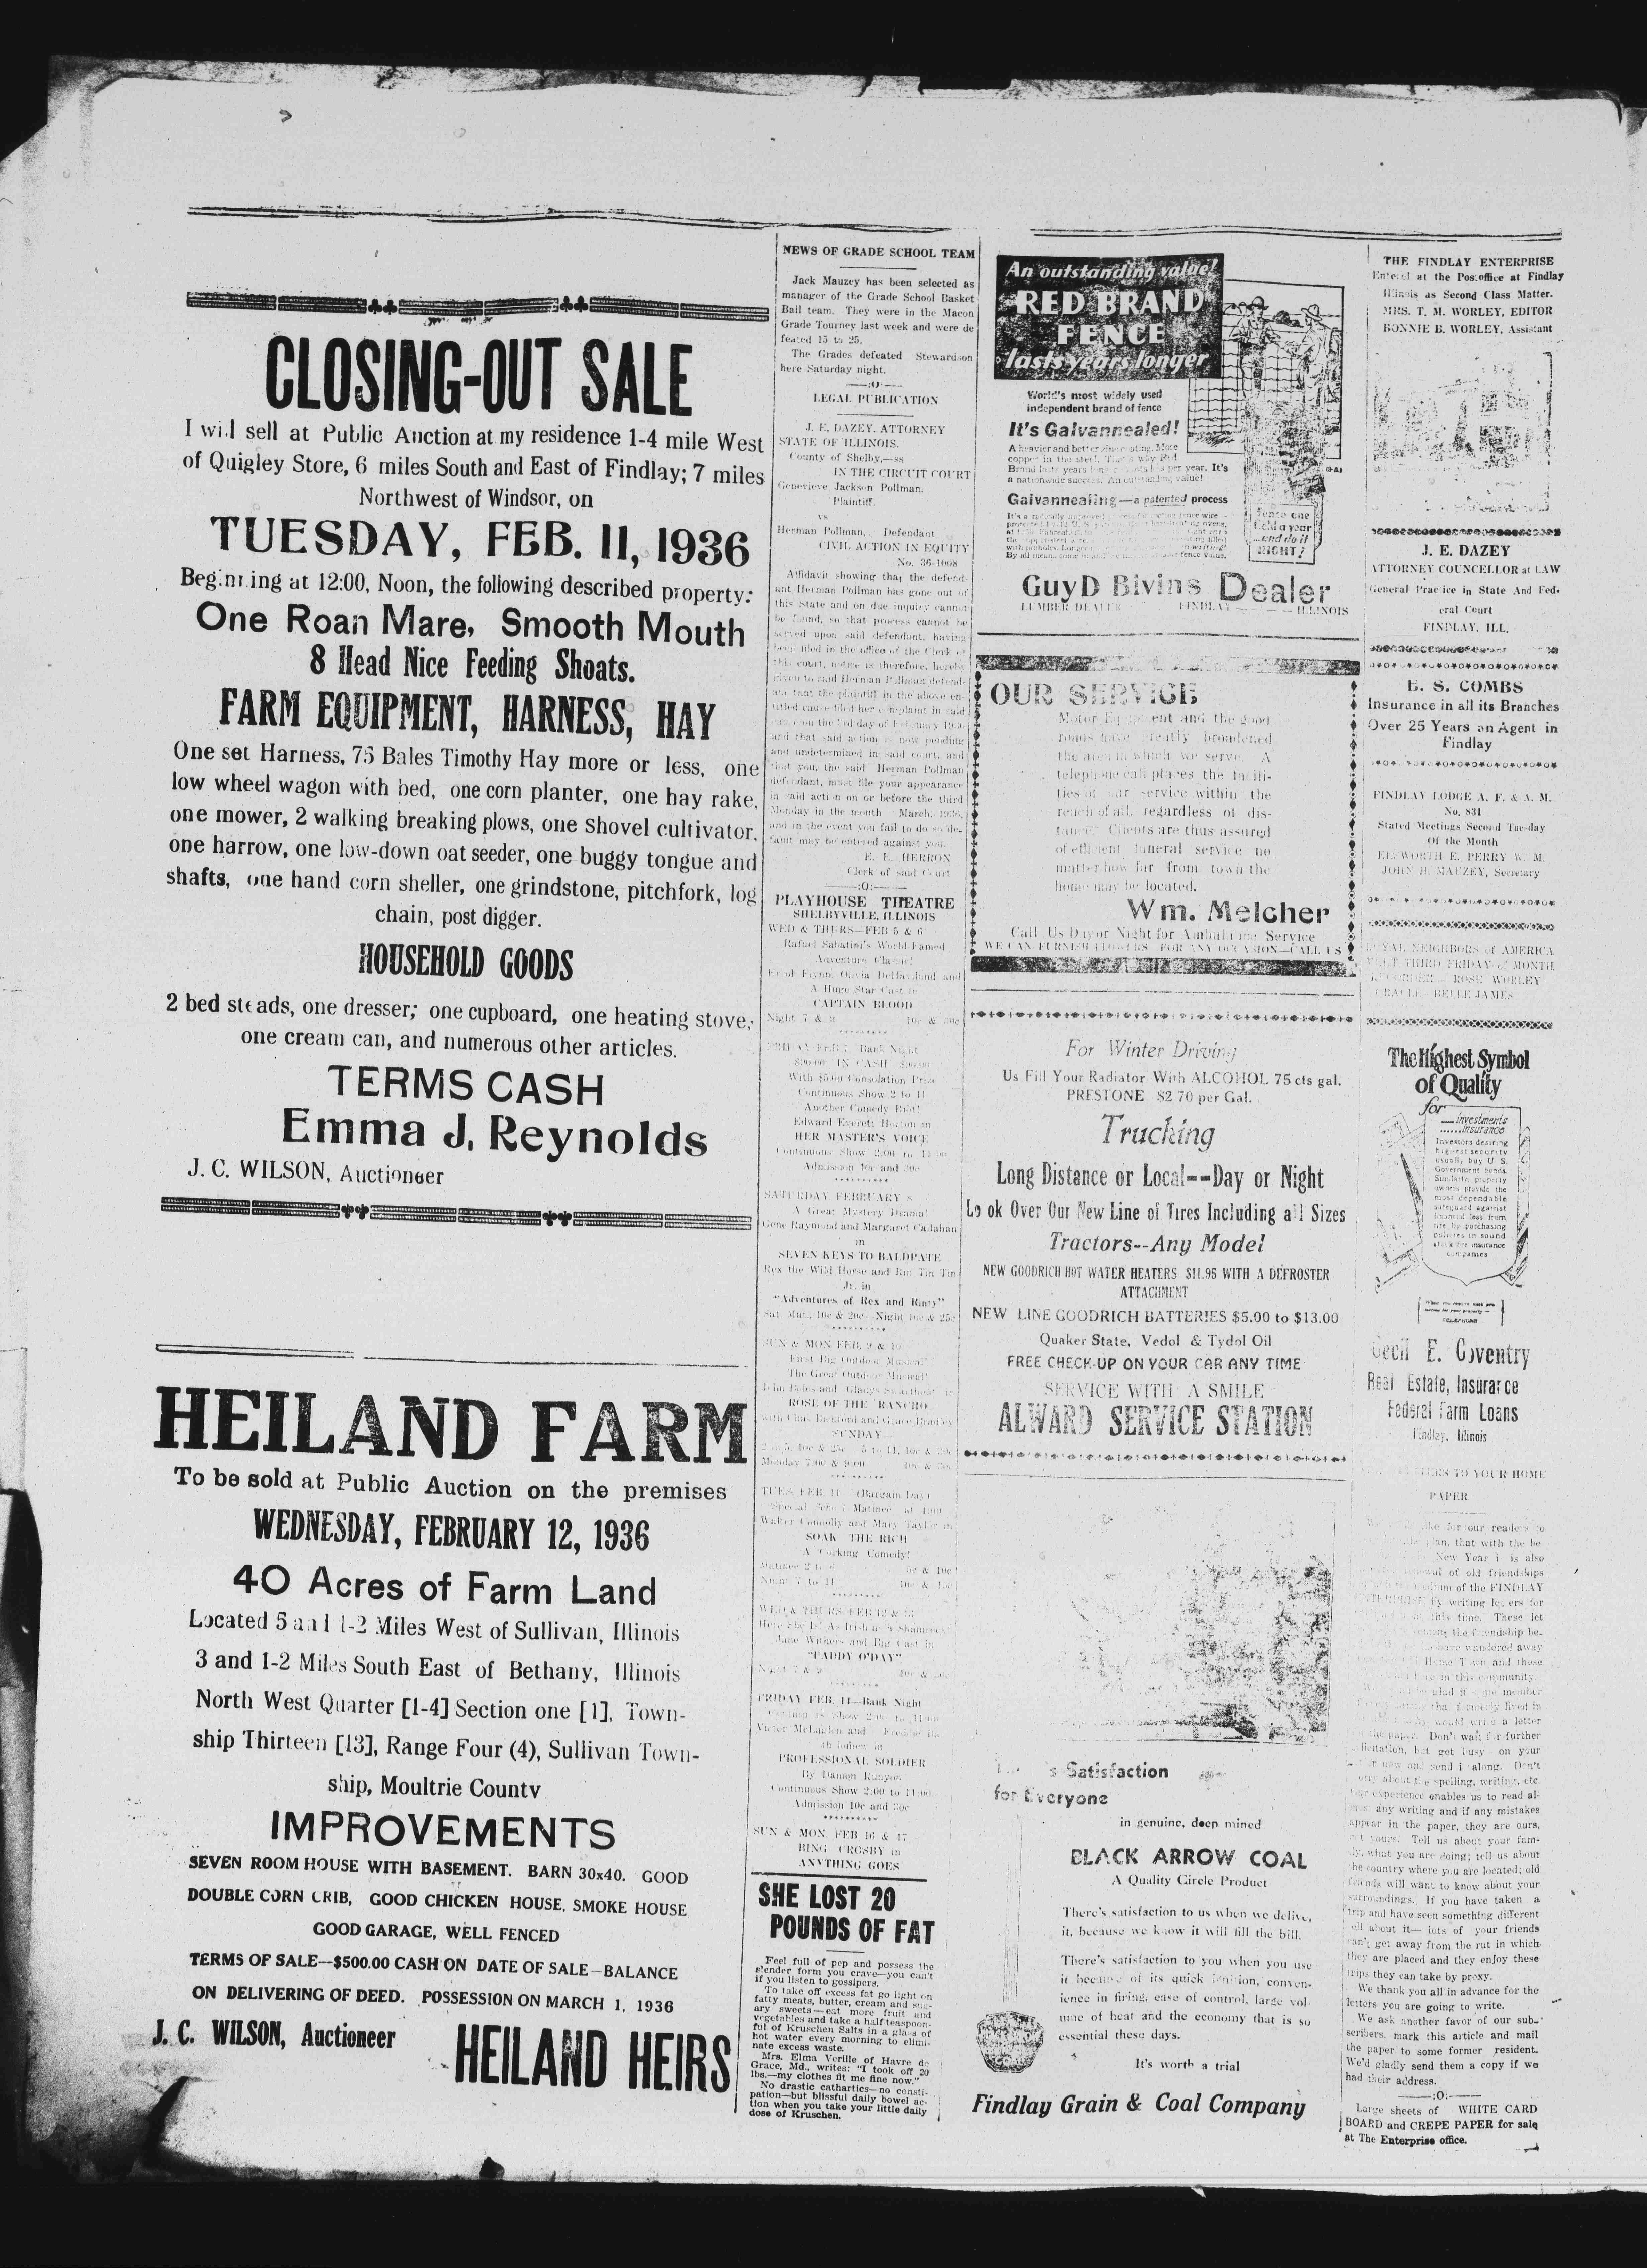 CLOSING-OUT SALE
I will sell at Public Auction at my residence 1-4 mile West
of Quigley Store, 6 miles South and East of Findlay; 7 miles
Northwest of Windsor, on
TUESDAY, FEB. 11, 1936
Beginning at 12:00, Noon, the following described property:
One Roan Mare, Smooth Mouth
8 Head Nice Feeding Shoats.
FARM EQUIPMENT, HARNESS, HAY
One set Harness, 75 Bales Timothy Hay more or less, one
low wheel wagon with bed, one corn planter, one hay rake,
one mower, 2 walking breaking plows, one Shovel cultivator,
one harrow, one low-down oat seeder, one buggy tongue and
shafts, one hand corn sheller, one grindstone, pitchfork, log
chain, post digger.
HOUSEHOLD GOODS
2 bed steads, one dresser; one cupboard, one heating stove,
one cream can, and numerous other articles.
TERMS CASH
Emma J. Reynolds
J. C. WILSON, Auctioneer
HEILAND FARM
To be sold at Public Auction on the premises
WEDNESDAY, FEBRUARY 12, 1936
40 Acres of Farm Land
Located 5 and 1-2 Miles West of Sullivan, Illinois
3 and 1-2 Miles South East of Bethany, Illinois
North West Quarter [1-4] Section one [1], Town-
ship Thirteen [13], Range Four (4), Sullivan Town-
ship, Moultrie County
IMPROVEMENTS
SEVEN ROOM HOUSE WITH BASEMENT. BARN 30x40. GOOD
DOUBLE CORN CRIB, GOOD CHICKEN HOUSE, SMOKE HOUSE
GOOD GARAGE, WELL FENCED
TERMS OF SALE--$500.00 CASH ON DATE OF SALE--BALANCE
ON DELIVERING OF DEED. POSSESSION ON MARCH 1, 1936
J. C. WILSON, Auctioneer
HEILAND HEIRS
NEWS OF GRADE SCHOOL TEAM
Jack Mauzey has been selected as
manager of the Grade School Basket
Ball team. They were in the Macon
Grade Tourney last week and were de
feated 15 to 25.
The Grades defeated Stewardson
here Saturday night.
——:O:——
LEGAL PUBLICATION
J. E. DAZEY, ATTORNEY
STATE OF ILLINOIS,
County of Shelby,—ss
IN THE CIRCUIT COURT
Genevieve Jackson Pollman,
Plaintiff,
vs
Herman Pollman, Defendant
CIVIL ACTION IN EQUITY
No. 36-1008
Affidavit showing that the defend-
ant Herman Pollman has gone out of
this State and on due inquiry cannot
be found, so that process cannot be
served upon said defendant, having
been filed in the office of the Clerk of
this court, notice is therefore, hereby
given to said Herman Pollman defend-
ant that the plaintiff in the above en-
titled cause filed her complaint in said
court on the 3rd day of February 1936
and that said action is now pending
and undetermined in said court, and
that you, the said Herman Pollman
defendant, must file your appearance
in said action on or before the third
Monday in the month March, 1936,
and in the event you fail to do so de-
fault may be entered against you.
E. E. HERRON
Clerk of said Court
——:O:——
PLAYHOUSE THEATRE
SHELBYVILLE, ILLINOIS
WED & THURS—FEB 5 & 6
Rafael Sabatini's World Famed
Adventure Classic!
Errol Flynn, Olivia DeHaviland and
A Huge Star Cast in
CAPTAIN BLOOD
Night 7 & 9
FRIDAY FEB 7 Bank Night
$90.00 IN CASH
With $5.00 Consolation Prize
Continuous Show 2 to 11
Another Comedy Riot!
Edward Everett Horton in
HER MASTER'S VOICE
Continuous Show 2:00 to 11:00
Admission 10c and 30c
SATURDAY FEBRUARY 8
A Great Mystery Drama!
Gene Raymond and Margaret Callahan
in
SEVEN KEYS TO BALDPATE
Rex the Wild Horse and Rin Tin Tin
Jr. in
"Adventures of Rex and Rinty"
Sat. Mat., 10c & 20c Night 10c & 25c
SUN & MON FEB. 9 & 10
First Big Outdoor Musical!
The Great Outdoor Musical!
John Boles and Gladys Swarthout in
ROSE OF THE RANCHO
with Chas Bickford and Grace Bradley
SUNDAY
Monday 7:00 & 9:00
TUES. FEB. 11 (Bargain Day)
Special School Matinee at 4:00
Walter Connolly and Mary Taylor in
SOAK THE RICH
A Corking Comedy!
Matinee 2 to 6 5c & 10c
Night 7 to 11
WED & THURS FEB 12 & 13
Here She Is! As Irish as a Shamrock!
Jane Withers and Big Cast in
"PADDY O'DAY"
Night 7 & 9
FRIDAY FEB. 14—Bank Night
Continuous Show 2:00 to 11:00
Victor McLaglen and Freddie Bar
tholomew in
PROFESSIONAL SOLDIER
By Damon Runyon
Continuous Show 2:00 to 11:00
Admission 10c and 30c
SUN & MON. FEB 16 & 17
BING CROSBY in
ANYTHING GOES
SHE LOST 20
POUNDS OF FAT
Feel full of pep and possess the
slender form you crave—you can't
if you listen to gossipers.
To take off excess fat go light on
fatty meats, butter, cream and sug-
ary sweets—eat more fruit and
vegetables and take a half teaspoon-
ful of Kruschen Salts in a glass of
hot water every morning to elimi-
nate excess waste.
Mrs. Elma Verille of Havre de
Grace, Md., writes: "I took off 20
lbs.—my clothes fit me fine now."
No drastic cathartics—no consti-
pation—but blissful daily bowel ac-
tion when you take your little daily
dose of Kruschen.
An outstanding value!
RED BRAND
FENCE
lasts years longer
World's most widely used
independent brand of fence
It's Galvannealed!
A heavier and better zinc coating. More
copper in the steel. That's why Red
Brand lasts years longer, costs less per year. It's
a nationwide success. An outstanding value!
Galvannealing—a patented process
By all means
fence value.
Fence one
field a year
...and do it
RIGHT!
Guy D Bivins Dealer
LUMBER DEALER FINDLAY ILLINOIS
OUR SERVICE
Motor Equipment and the good
roads have greatly broadened
the area in which we serve. A
telephone call places the facili-
ties of our service within the
reach of all, regardless of dis-
tance. Clients are thus assured
of efficient funeral service no
matter how far from town the
home may be located.
Wm. Melcher
Call Us Day or Night for Ambulance Service
WE CAN FURNISH FLOWERS FOR ANY OCCASION—CALL US
For Winter Driving
Us Fill Your Radiator With ALCOHOL 75 cts gal.
PRESTONE $2 70 per Gal.
Trucking
Long Distance or Local--Day or Night
Look Over Our New Line of Tires Including all Sizes
Tractors--Any Model
NEW GOODRICH HOT WATER HEATERS $11.95 WITH A DEFROSTER
ATTACHMENT
NEW LINE GOODRICH BATTERIES $5.00 to $13.00
Quaker State, Vedol & Tydol Oil
FREE CHECK-UP ON YOUR CAR ANY TIME
SERVICE WITH A SMILE
ALWARD SERVICE STATION
Satisfaction
for Everyone
in genuine, deep mined
BLACK ARROW COAL
A Quality Circle Product
There's satisfaction to us when we deliver
it, because we know it will fill the bill.
There's satisfaction to you when you use
it because of its quick ignition, conven-
ience in firing, ease of control, large vol-
ume of heat and the economy that is so
essential these days.
It's worth a trial
Findlay Grain & Coal Company
THE FINDLAY ENTERPRISE
Entered at the Postoffice at Findlay
Illinois as Second Class Matter.
MRS. T. M. WORLEY, EDITOR
BONNIE B. WORLEY, Assistant
J. E. DAZEY
ATTORNEY COUNCELLOR at LAW
General Practice in State And Fed-
eral Court
FINDLAY, ILL.
E. S. COMBS
Insurance in all its Branches
Over 25 Years an Agent in
Findlay
FINDLAY LODGE A. F. & A. M.
No. 831
Stated Meetings Second Tuesday
Of the Month
ELLWORTH E. PERRY W. M.
JOHN H. MAUZEY, Secretary
ROYAL NEIGHBORS of AMERICA
MEET THIRD FRIDAY of MONTH
RECORDER ROSE WORLEY
ORACLE BELLE JAMES
The Highest Symbol
of Quality
for
Investments
Insurance
Investors desiring
highest security
usually buy U. S.
Government bonds
Similarly, property
owners provide the
most dependable
safeguard against
financial loss from
fire by purchasing
policies in sound
stock fire insurance
companies
TELEPHONE
Cecil E. Coventry
Real Estate, Insurance
Federal Farm Loans
Findlay, Illinois
LETTERS TO YOUR HOME
PAPER
like for our readers to
plan, that with the be
New Year it is also
renewal of old friendships
medium of the FINDLAY
ENTERPRISE by writing letters for
this time. These let
the friendship be-
have wandered away
Home Town and those
in this community.
glad if some member
that formerly lived in
would write a letter
paper. Don't wait for further
solicitation, but get busy on your
now and send it along. Don't
worry about the spelling, writing, etc.
Our experience enables us to read al-
most any writing and if any mistakes
appear in the paper, they are ours,
not yours. Tell us about your fam-
ily, what you are doing; tell us about
the country where you are located; old
friends will want to know about your
surroundings. If you have taken a
trip and have seen something different
tell about it— lots of your friends
can't get away from the rut in which
they are placed and they enjoy these
trips they can take by proxy.
We thank you all in advance for the
letters you are going to write.
We ask another favor of our sub-
scribers, mark this article and mail
the paper to some former resident.
We'd gladly send them a copy if we
had their address.
——:O:——
Large sheets of WHITE CARD
BOARD and CREPE PAPER for sale
at The Enterprise office.